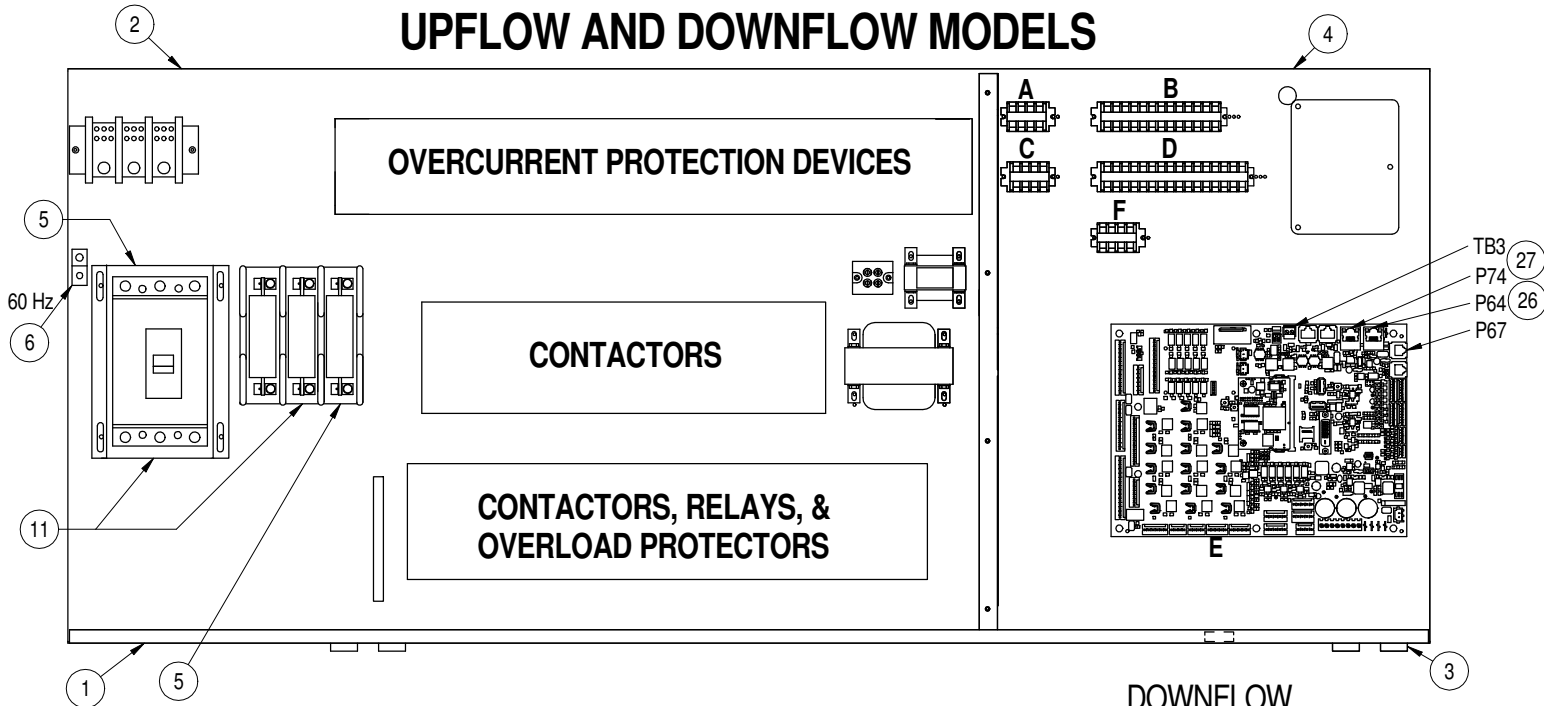 UPFLOW AND DOWNFLOW MODELS
2
4
A
B
OVERCURRENT PROTECTION DEVICES
C
D
F
5
TB3
P74 27
60 Hz
P64 26
6
P67
CONTACTORS
CONTACTORS, RELAYS, &
OVERLOAD PROTECTORS
11
E
1
5
3
DOWNFLOW